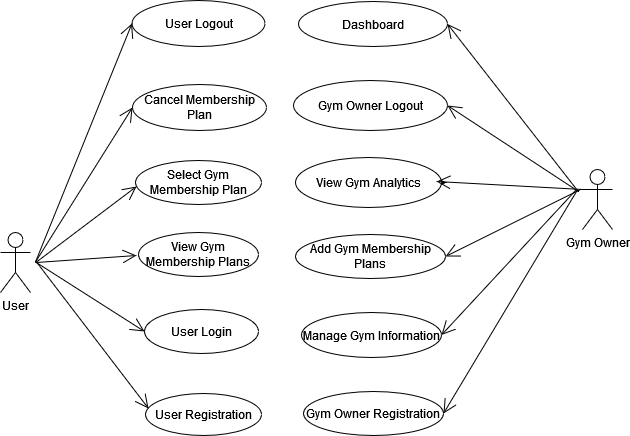 User Logout
Dashboard
Cancel Membership
Plan
Gym Owner Logout
Select Gym
Membership Plan
View Gym Analytics
View Gym
Membership Plans
Add Gym Membership
Plans
Gym Owner
User
User Login
Manage Gym Information
User Registration
Gym Owner Registration